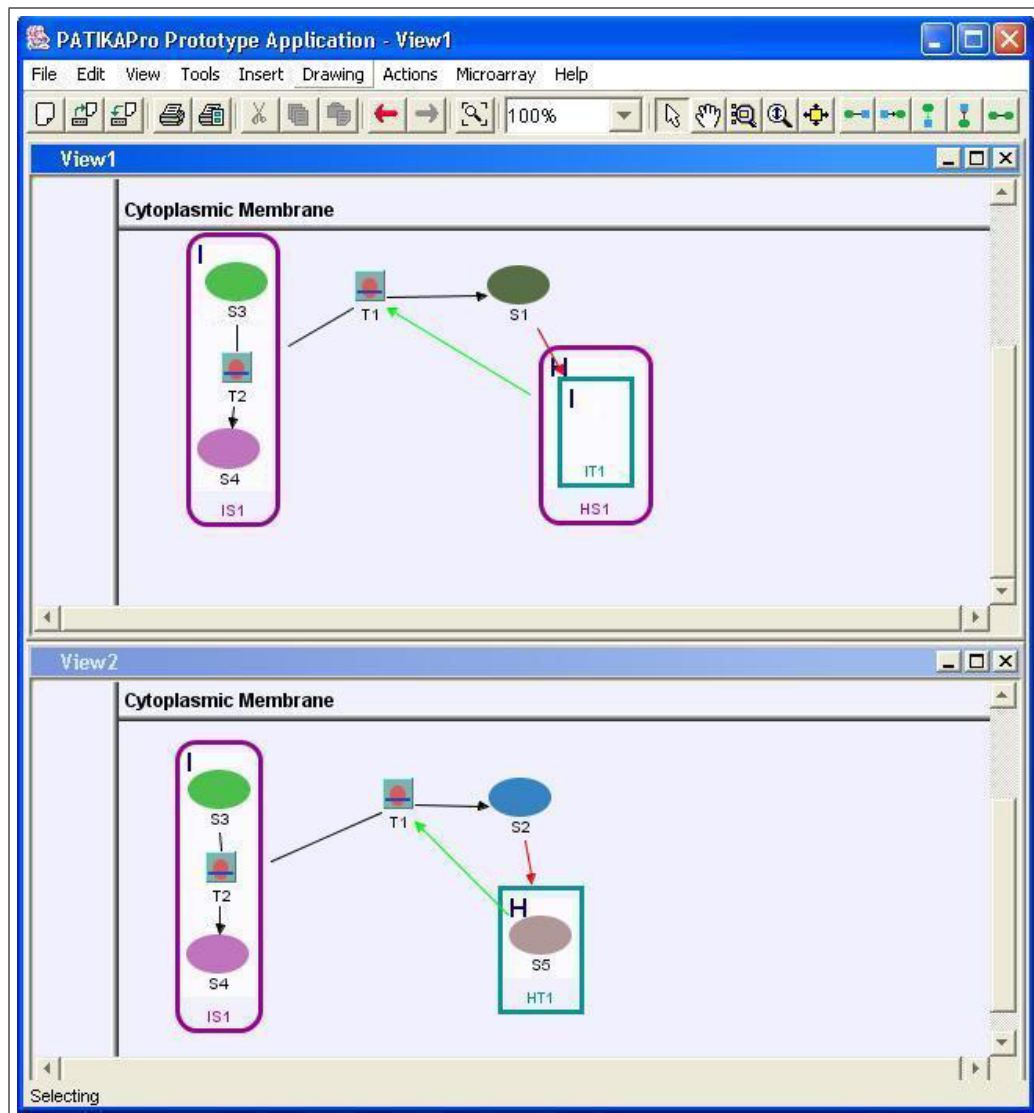 PATIKAPro Prototype Application - View1
File Edit View Tools Insert Drawing Actions Microarray Help
100%
View1
Cytoplasmic Membrane
I
S3
T1
S1
T2
H
I
S4
IT1
IS1
HS1
View2
Cytoplasmic Membrane
I
S3
T1
S2
T2
H
S4
S5
IS1
HT1
Selecting